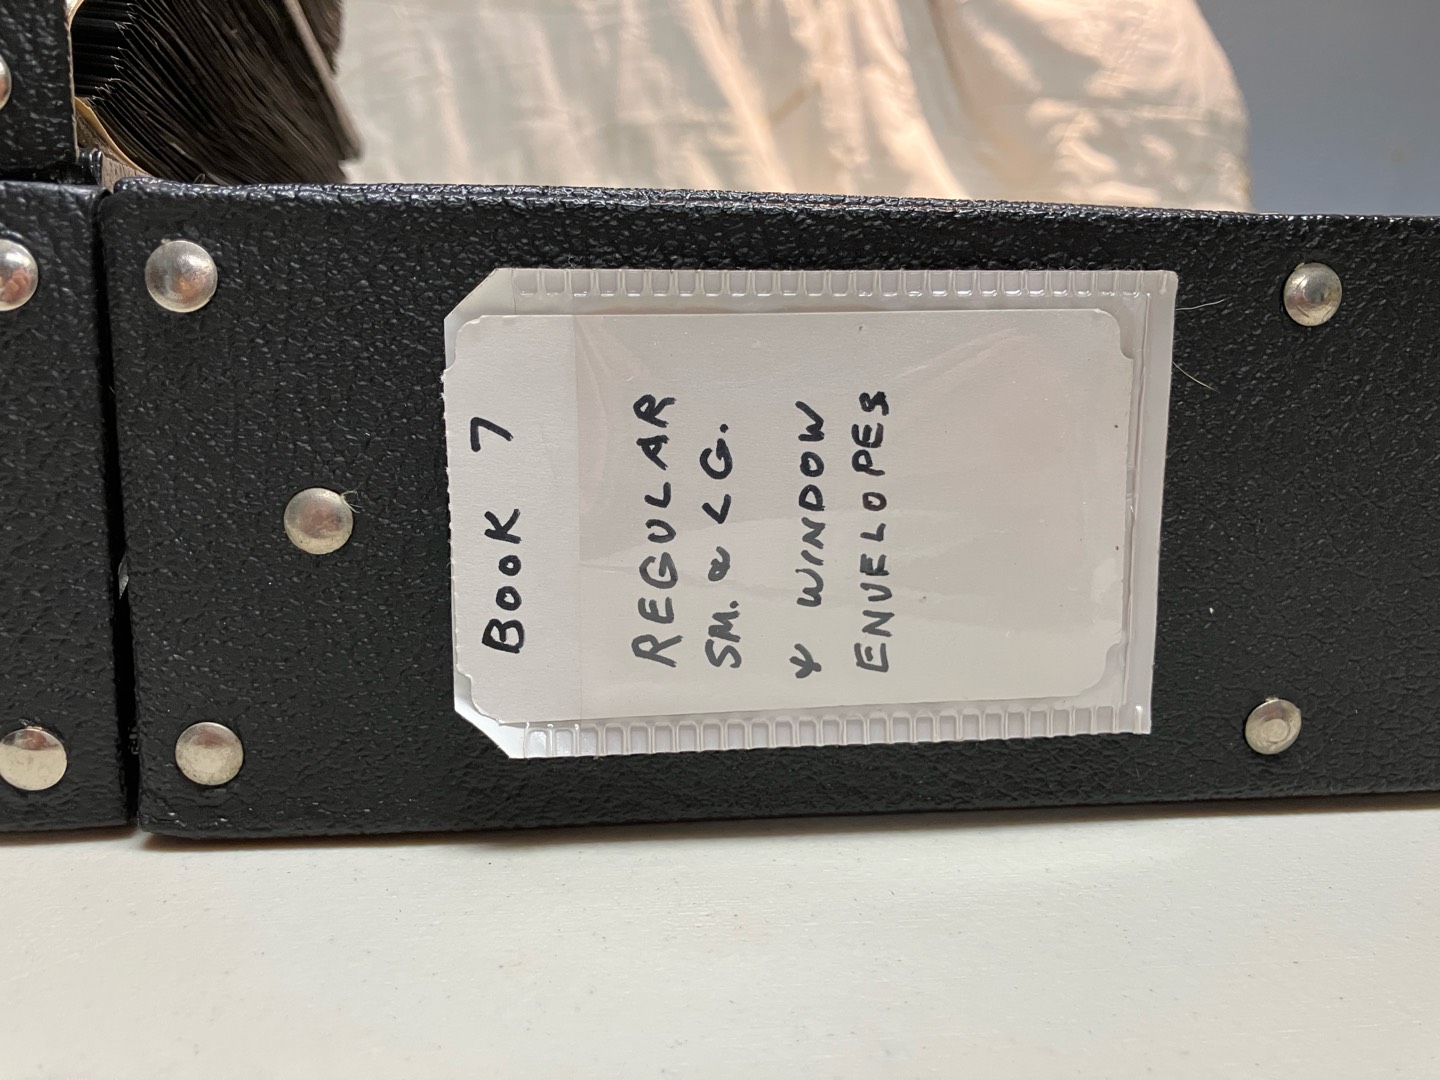 BOOK 7
REGULAR
SM. & LG.
& WINDOW
ENVELOPES